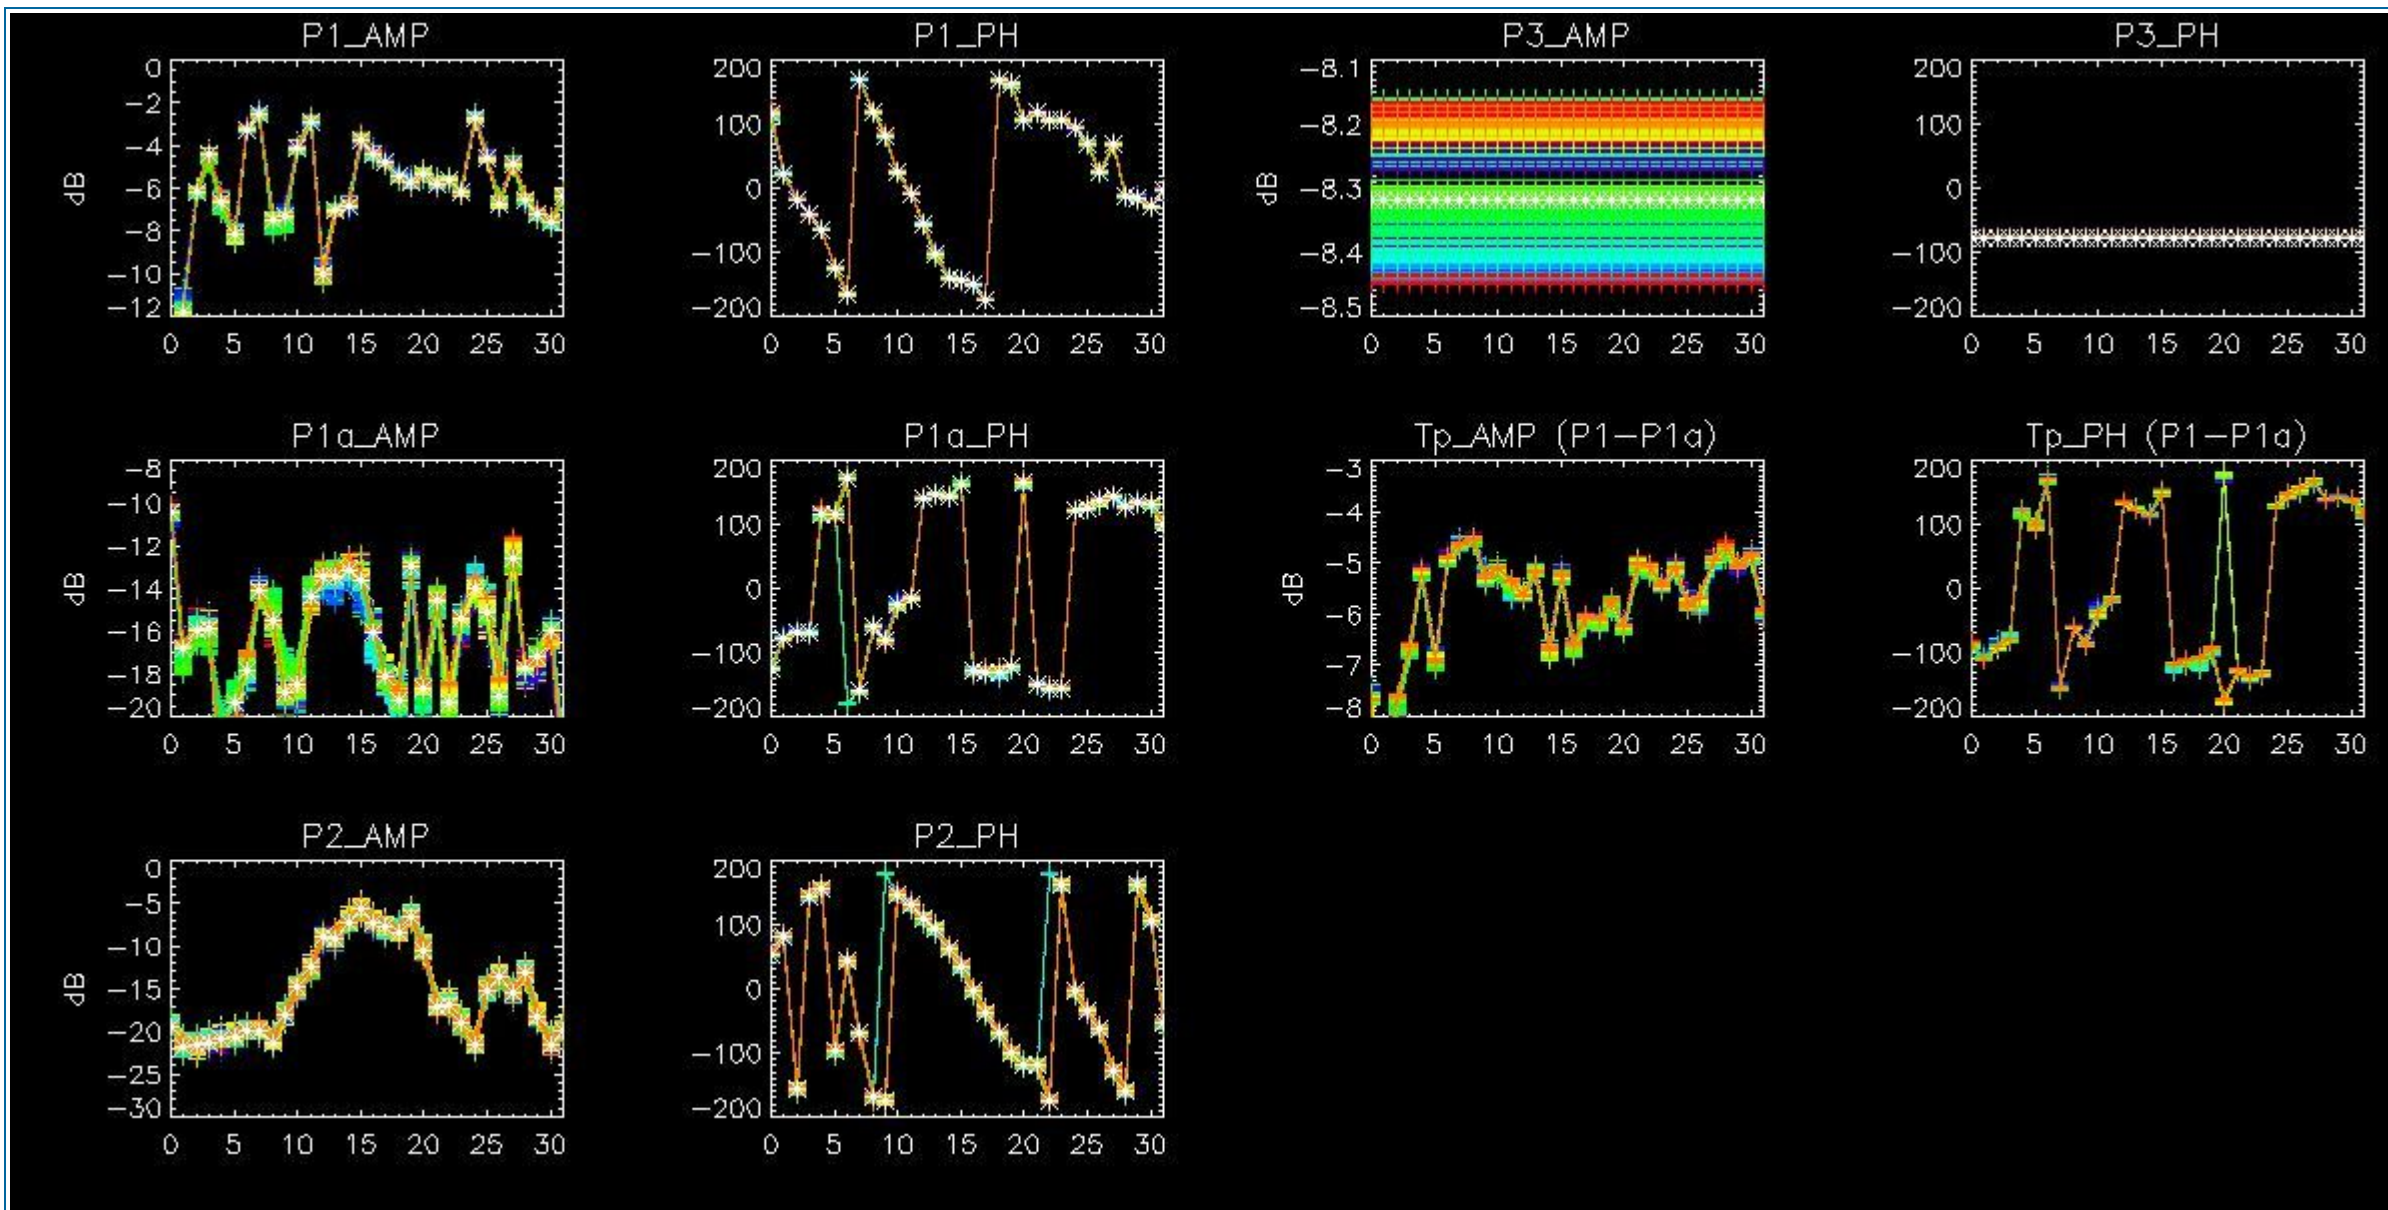 P1_AMP P1_PH P3_AMP P3_PH
0 200 -8.1 200
-2 100 -8.2 100
-4 0 -8.3 0
-6 -100 -8.4 -100
-8 -200 -8.5 -200
-10
-12
dB dB
0 5 10 15 20 25 30 0 5 10 15 20 25 30 0 5 10 15 20 25 30 0 5 10 15 20 25 30
P1a_AMP P1a_PH Tp_AMP (P1-P1a) Tp_PH (P1-P1a)
-8 200 -3 200
-10 100 -4 100
-12 0 -5 0
-14 -100 -6 -100
-16 -200 -7 -200
-18 -8
-20
dB dB
0 5 10 15 20 25 30 0 5 10 15 20 25 30 0 5 10 15 20 25 30 0 5 10 15 20 25 30
P2_AMP P2_PH
0 200
-5 100
-10 0
-15 -100
-20 -200
-25
-30
dB
0 5 10 15 20 25 30 0 5 10 15 20 25 30